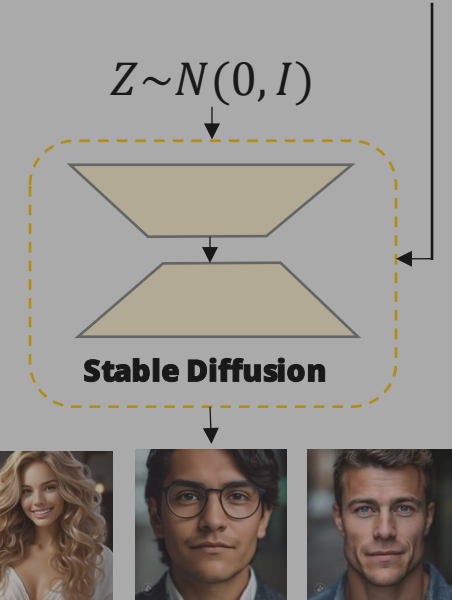 Z~N(0, I)
Stable Diffusion